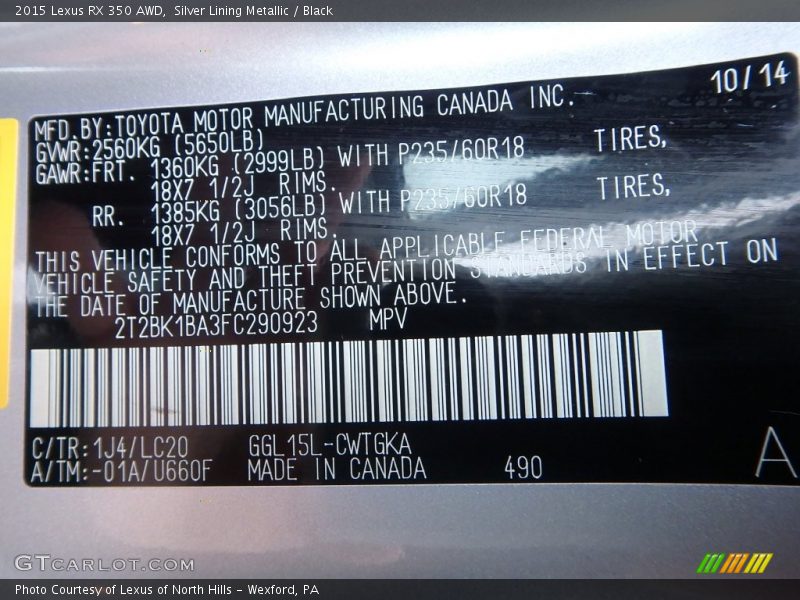 2015 Lexus RX 350 AWD, Silver Lining Metallic / Black
10/14
MFD.BY:TOYOTA MOTOR MANUFACTURING CANADA INC.
GVWR:2560KG (5650LB)
GAWR:FRT. 1360KG (2999LB) WITH P235/60R18 TIRES,
18X7 1/2J RIMS.
RR. 1385KG (3056LB) WITH P235/60R18 TIRES,
18X7 1/2J RIMS.
THIS VEHICLE CONFORMS TO ALL APPLICABLE FEDERAL MOTOR
VEHICLE SAFETY AND THEFT PREVENTION STANDARDS IN EFFECT ON
THE DATE OF MANUFACTURE SHOWN ABOVE.
2T2BK1BA3FC290923 MPV
C/TR:1J4/LC20 GGL15L-CWTGKA
A/TM:-01A/U660F MADE IN CANADA 490
A
GTCARLOT.COM
Photo Courtesy of Lexus of North Hills - Wexford, PA